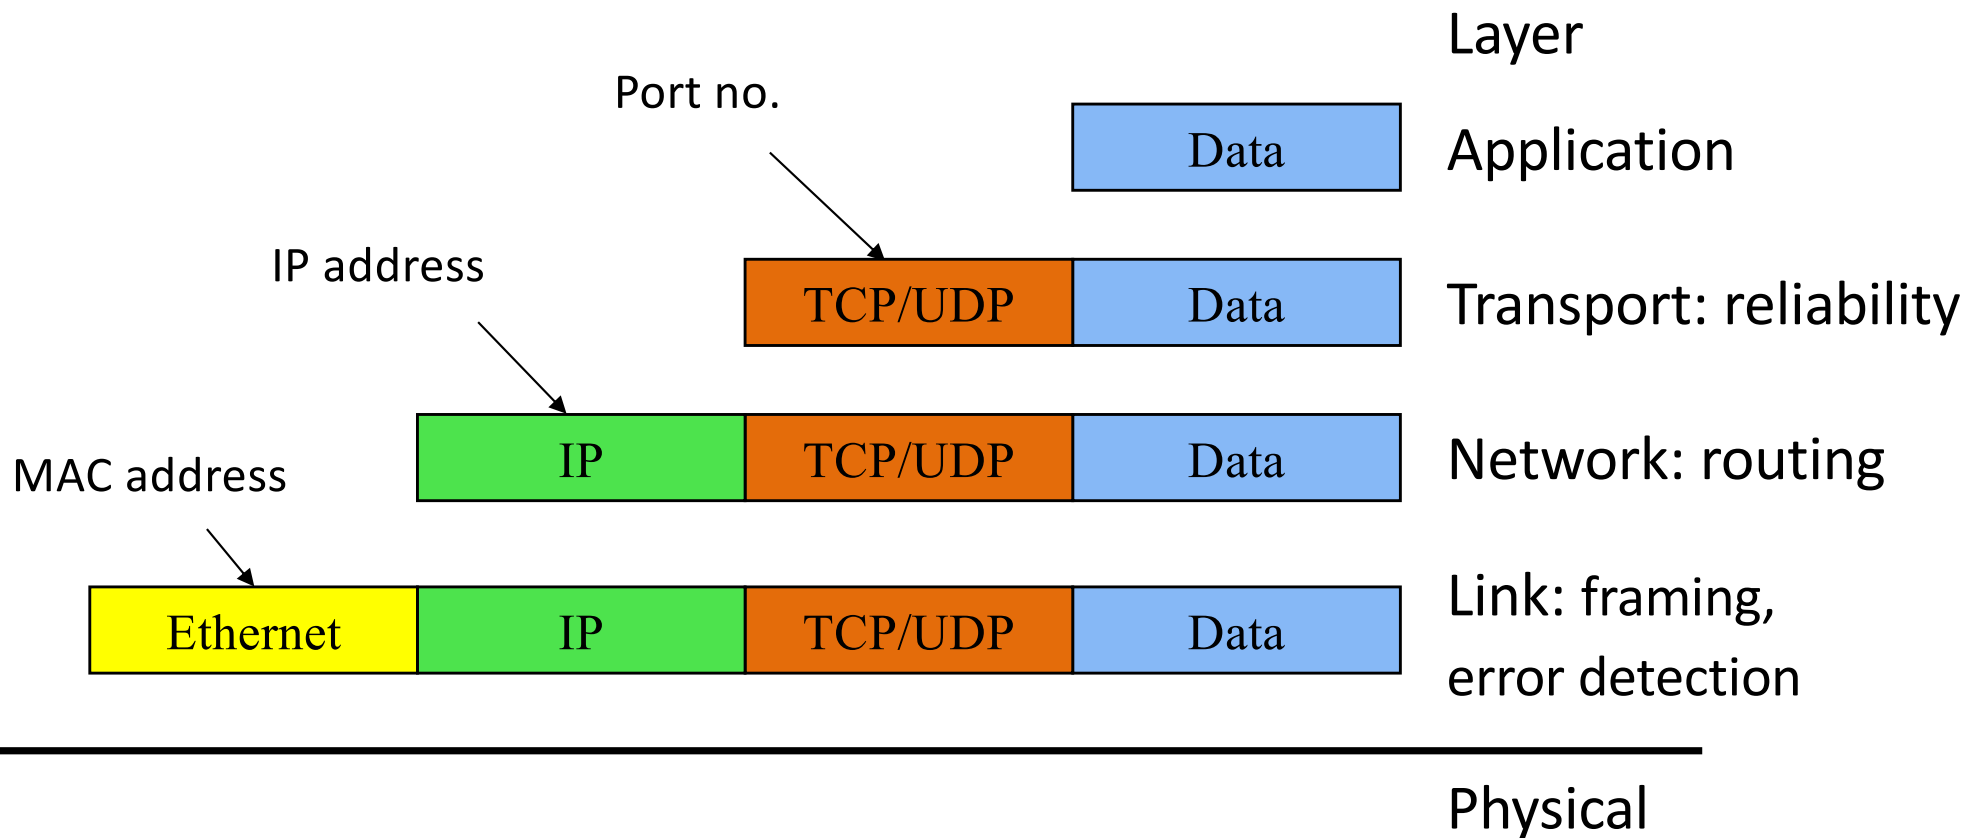 Layer
Port no.
Data
Application
IP address
TCP/UDP
Data
Transport: reliability
MAC address
IP
TCP/UDP
Data
Network: routing
Ethernet
IP
TCP/UDP
Data
Link: framing,
error detection
Physical